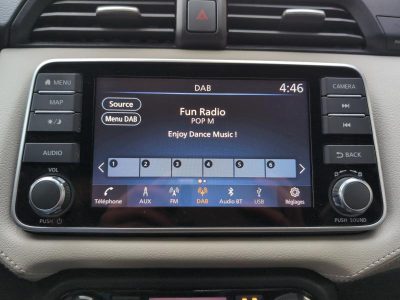 DAB 4:46
MENU
CAMERA
MAP
Source
Fun Radio
Menu DAB
POP M
Enjoy Dance Music !
AUDIO
BACK
1 2 3 4 5 6
VOL
Téléphone AUX FM DAB Audio BT USB Réglages
PUSH
PUSH SOUND